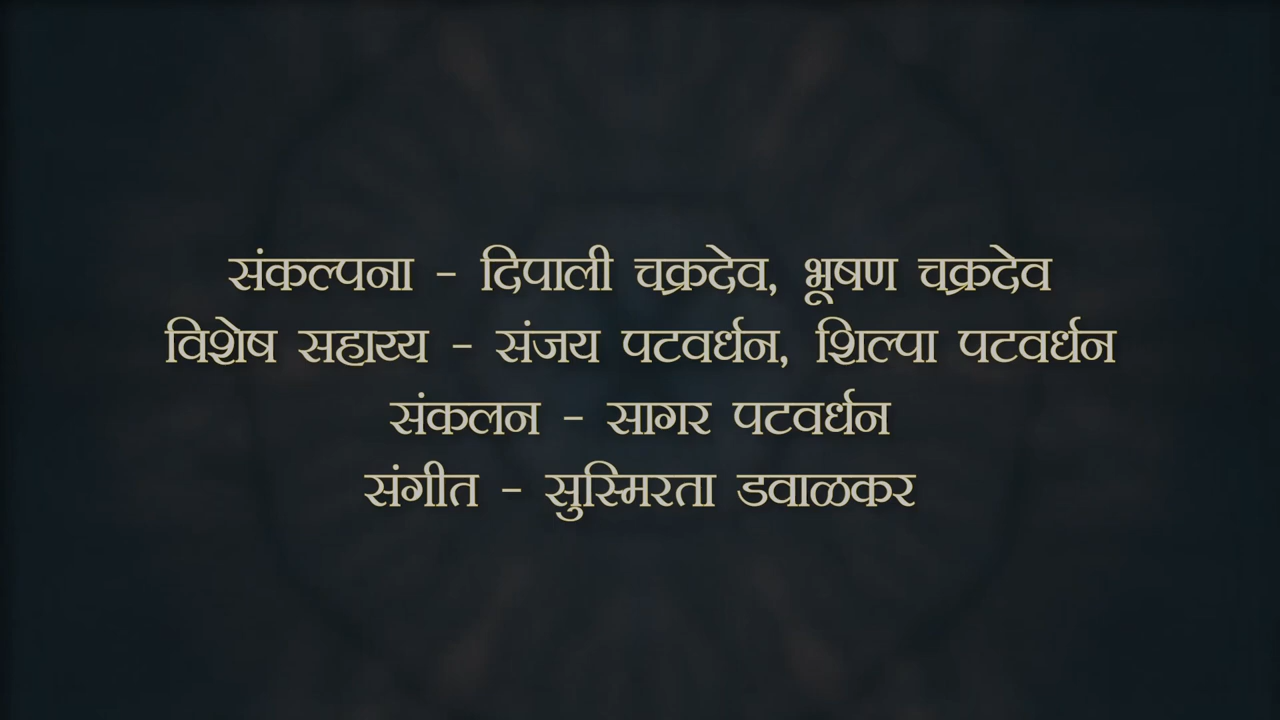 संकल्पना - दिपाली चक्रदेव, भूषण चक्रदेव
विशेष सहाय्य - संजय पटवर्धन, शिल्पा पटवर्धन
संकलन - सागर पटवर्धन
संगीत - सुस्मिरता डवाळकर